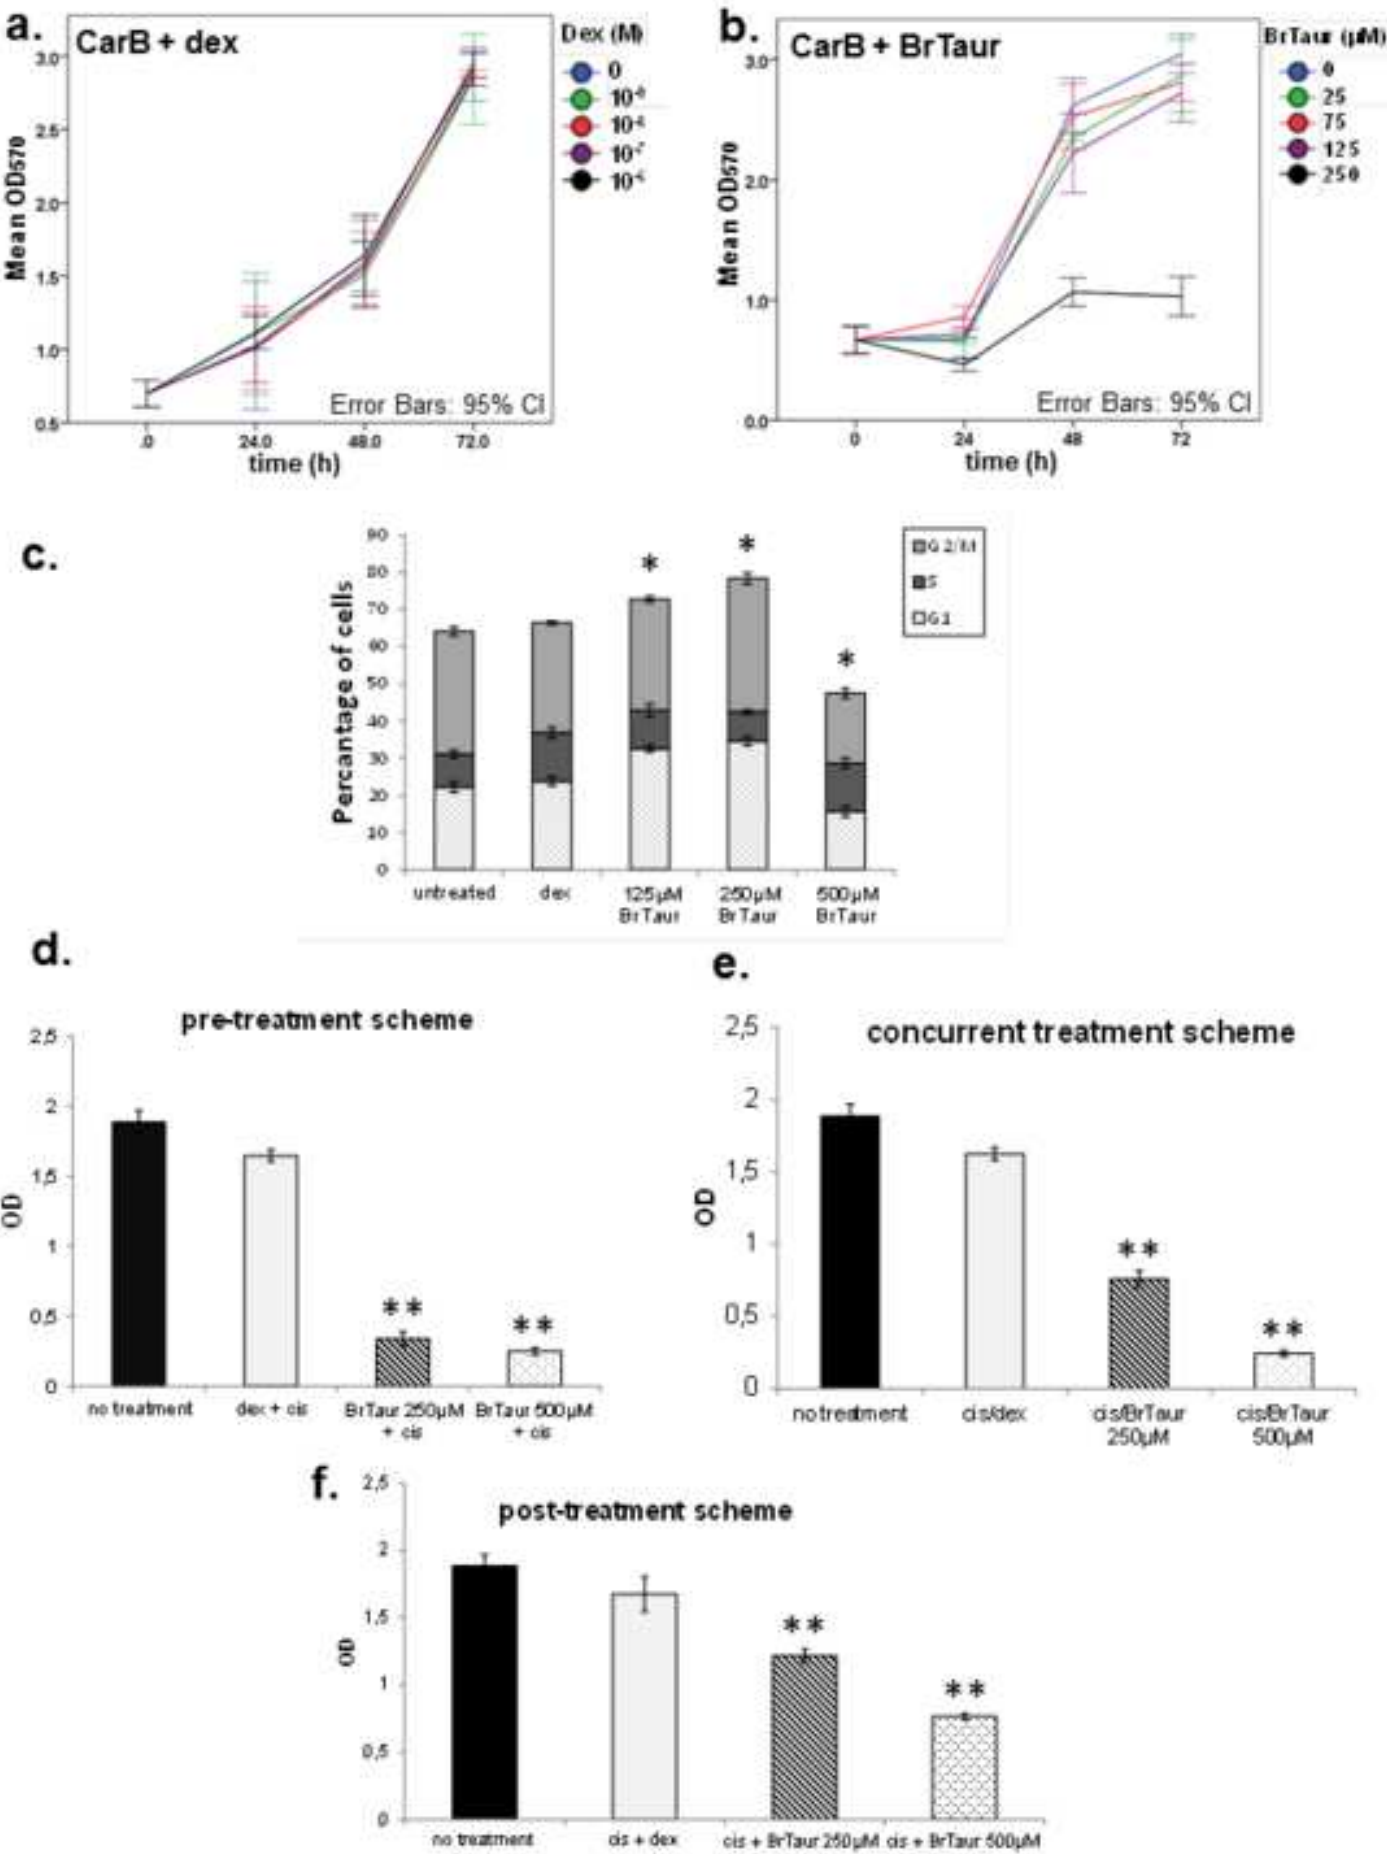 a.
CarB + dex
Mean OD570
3.0
2.5
2.0
1.5
1.0
0.5
.0
24.0
48.0
72.0
time (h)
Error Bars: 95% CI
Dex (M)
0
10⁻⁸
10⁻⁷
10⁻⁶
b.
CarB + BrTaur
Mean OD570
3.0
2.0
1.0
0.0
0
24
48
72
time (h)
Error Bars: 95% CI
BrTaur (µM)
0
25
75
125
250
c.
Percantage of cells
90
80
70
60
50
40
30
20
10
0
*
*
*
untreated
dex
125µM
BrTaur
250µM
BrTaur
500µM
BrTaur
G2/M
S
G1
d.
pre-treatment scheme
OD
2,5
2
1,5
1
0,5
0
**
**
no treatment
dex + cis
BrTaur 250µM
+ cis
BrTaur 500µM
+ cis
e.
concurrent treatment scheme
OD
2,5
2
1,5
1
0,5
0
**
**
no treatment
cis/dex
cis/BrTaur
250µM
cis/BrTaur
500µM
f.
post-treatment scheme
OD
2,5
2
1,5
1
0,5
0
**
**
no treatment
cis + dex
cis + BrTaur 250µM
cis + BrTaur 500µM